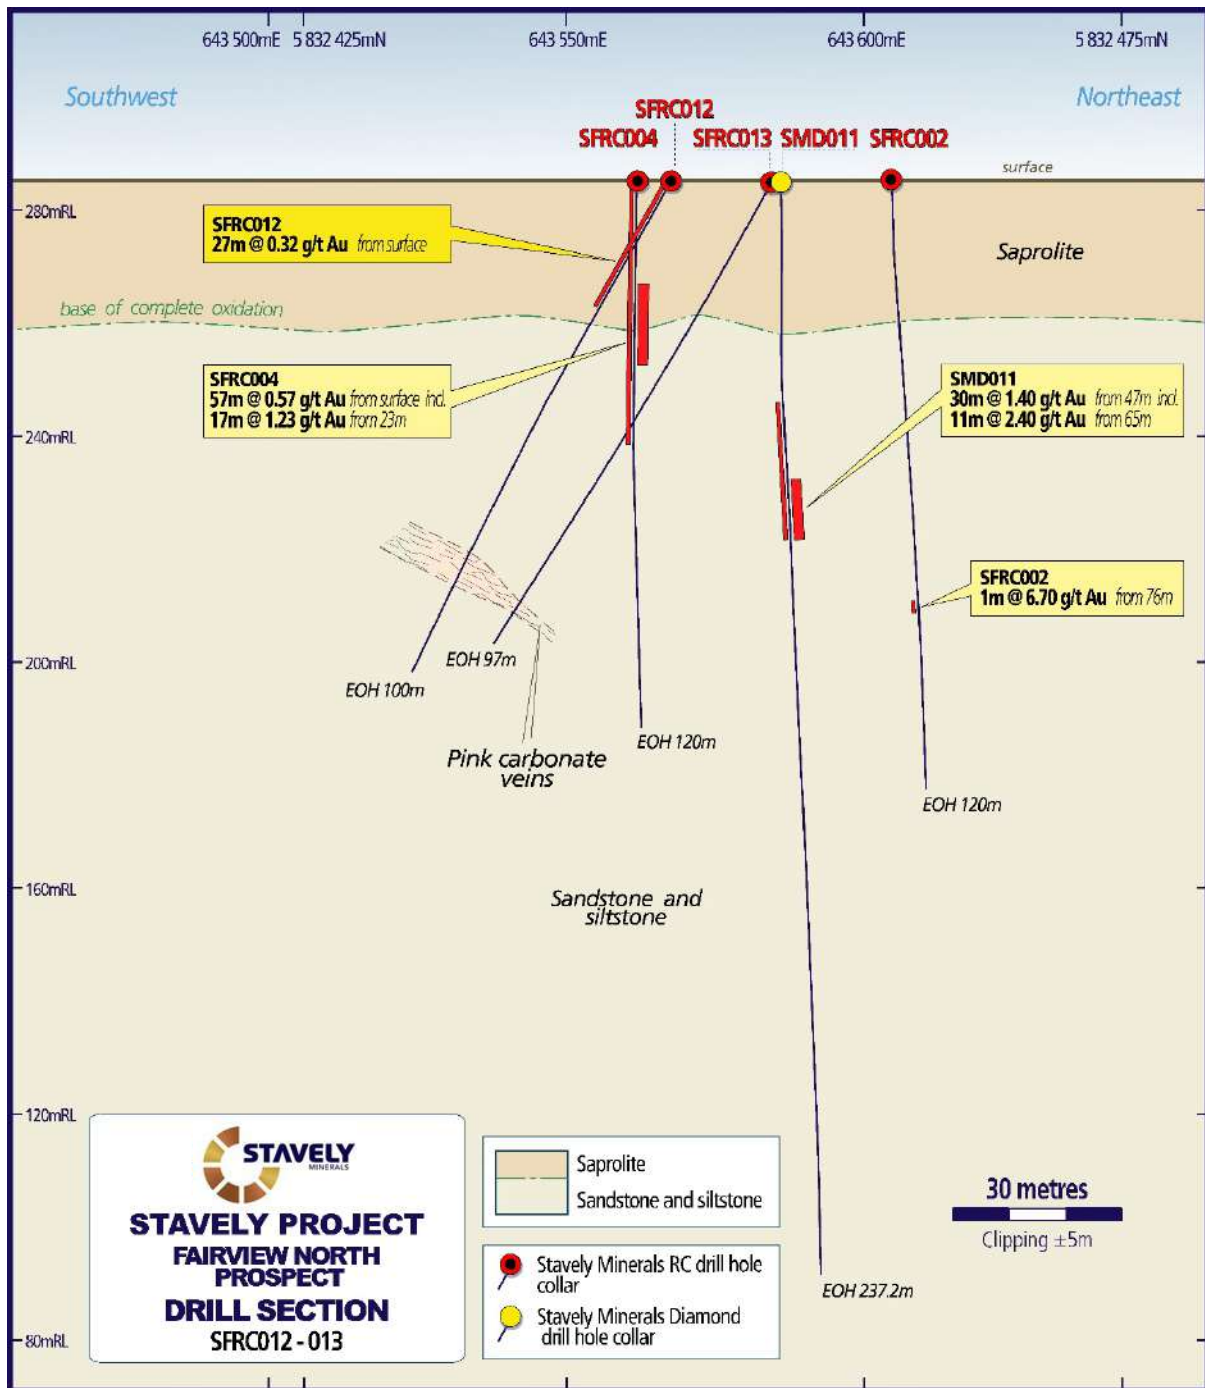 643 500mE 5 832 425mN 643 550mE 643 600mE 5 832 475mN
Southwest
Northeast
SFRC012
SFRC004
SFRC013
SMD011
SFRC002
surface
280mRL
SFRC012
27m @ 0.32 g/t Au from surface
Saprolite
base of complete oxidation
SFRC004
57m @ 0.57 g/t Au from surface incl.
17m @ 1.23 g/t Au from 23m
SMD011
30m @ 1.40 g/t Au from 47m incl.
11m @ 2.40 g/t Au from 65m
240mRL
SFRC002
1m @ 6.70 g/t Au from 76m
200mRL
EOH 97m
EOH 100m
EOH 120m
Pink carbonate
veins
EOH 120m
160mRL
Sandstone and
siltstone
120mRL
STAVELY
MINERALS
STAVELY PROJECT
FAIRVIEW NORTH
PROSPECT
DRILL SECTION
SFRC012 - 013
Saprolite
Sandstone and siltstone
30 metres
Clipping ±5m
Stavely Minerals RC drill hole
collar
Stavely Minerals Diamond
drill hole collar
EOH 237.2m
80mRL